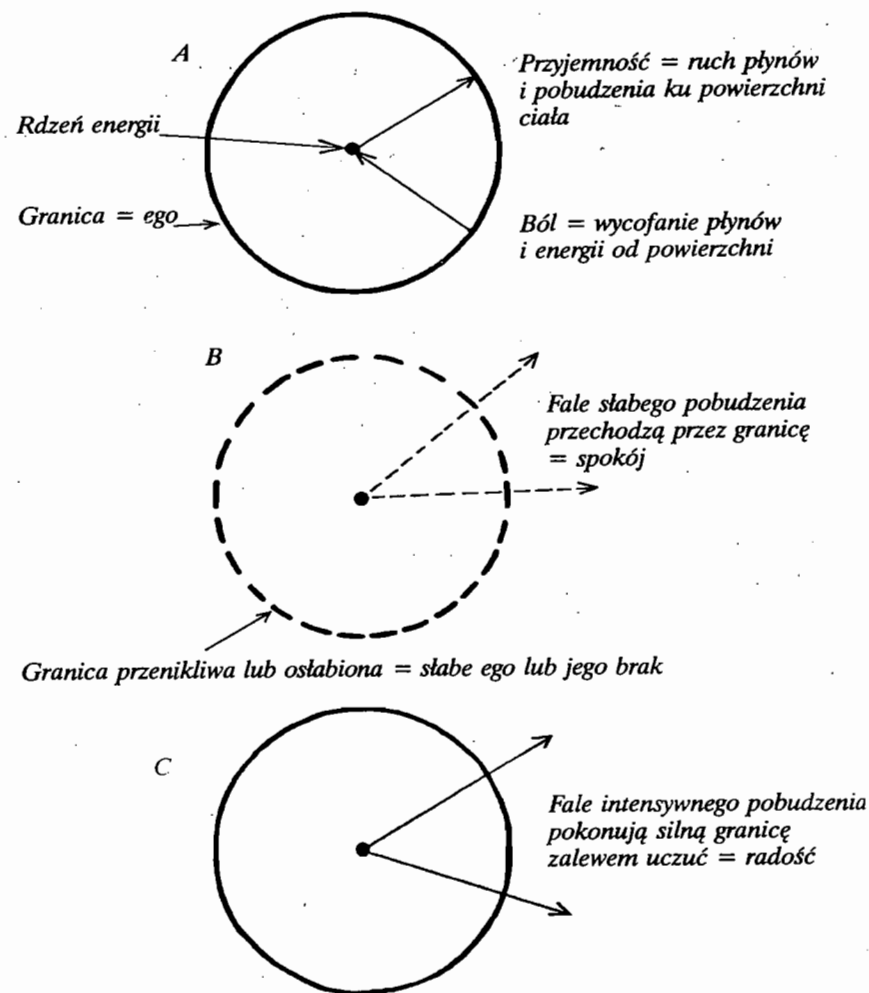 A
Przyjemność = ruch płynów
i pobudzenia ku powierzchni
ciała
Rdzeń energii
Granica = ego
Ból = wycofanie płynów
i energii od powierzchni
B
Fale słabego pobudzenia
przechodzą przez granicę
= spokój
Granica przenikliwa lub osłabiona = słabe ego lub jego brak
C
Fale intensywnego pobudzenia
pokonują silną granicę
zalewem uczuć = radość